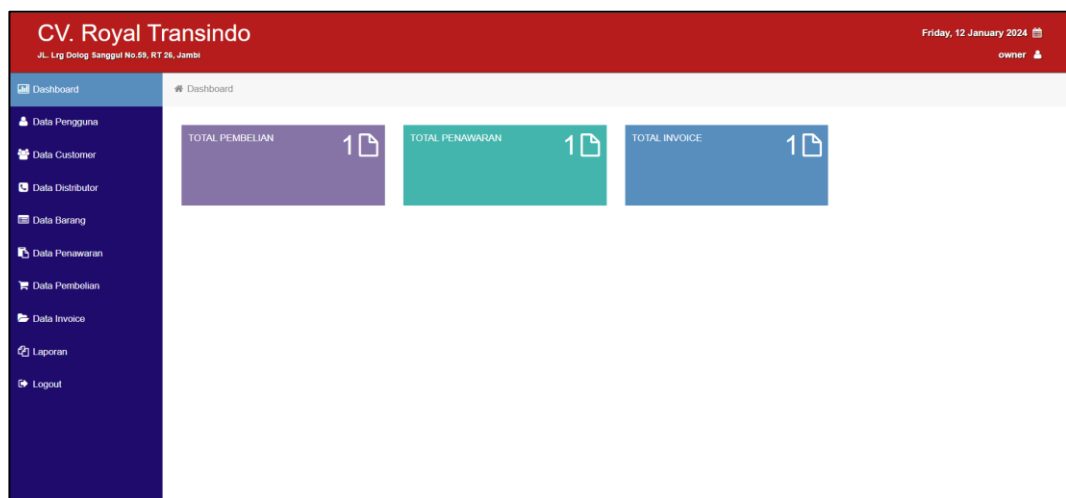 CV. Royal Transindo
JL. Lrg Dolog Sanggul No.59, RT 26, Jambi
Friday, 12 January 2024
owner
Dashboard
Dashboard
Data Pengguna
Data Customer
Data Distributor
Data Barang
Data Penawaran
Data Pembelian
Data Invoice
Laporan
Logout
TOTAL PEMBELIAN
1
TOTAL PENAWARAN
1
TOTAL INVOICE
1